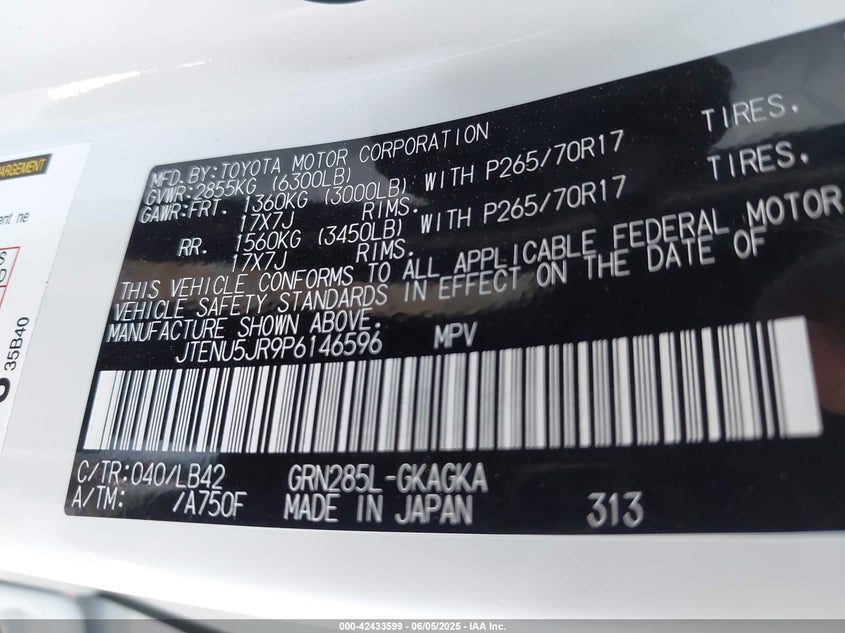 MFD. BY:TOYOTA MOTOR CORPORATION
GVWR:2855KG (6300LB)
GAWR:FRT. 1360KG (3000LB) WITH P265/70R17 TIRES.
17X7J RIMS.
RR. 1560KG (3450LB) WITH P265/70R17 TIRES.
17X7J RIMS.
THIS VEHICLE CONFORMS TO ALL APPLICABLE FEDERAL MOTOR
VEHICLE SAFETY STANDARDS IN EFFECT ON THE DATE OF
MANUFACTURE SHOWN ABOVE.
JTENU5JR9P6146596 MPV
C/TR:040/LB42 GRN285L-GKAGKA
A/TM: /A750F MADE IN JAPAN 313
35B40
000-42433599 - 06/05/2025 - IAA Inc.